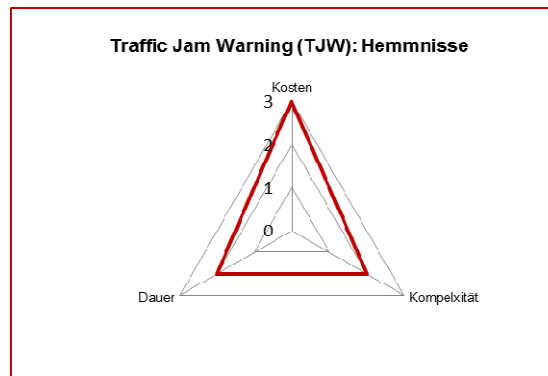 Traffic Jam Warning (TJW): Hemmnisse
Kosten
3
2
1
0
Dauer
Kompelxität